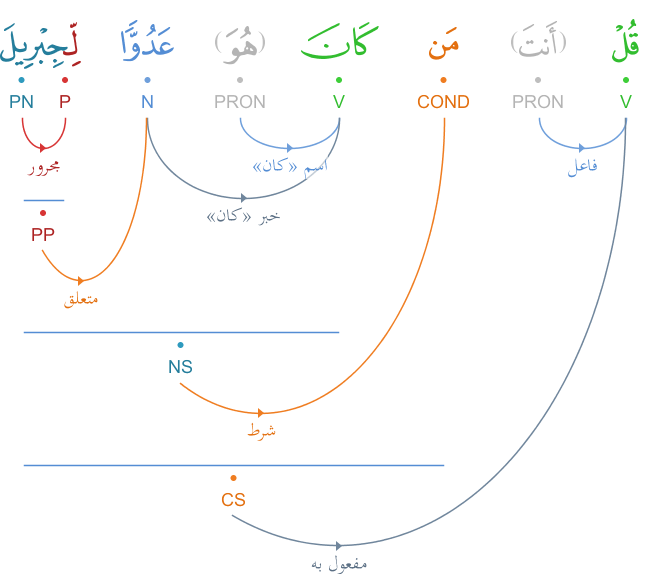 قُلْ (أَنتَ) مَن كَانَ (هُوَ) عَدُوًّا لِّجِبْرِيلَ
V PRON COND V PRON N P PN
فاعل
اسم «كان»
مجرور
خبر «كان»
PP
متعلق
NS
شرط
CS
مفعول به